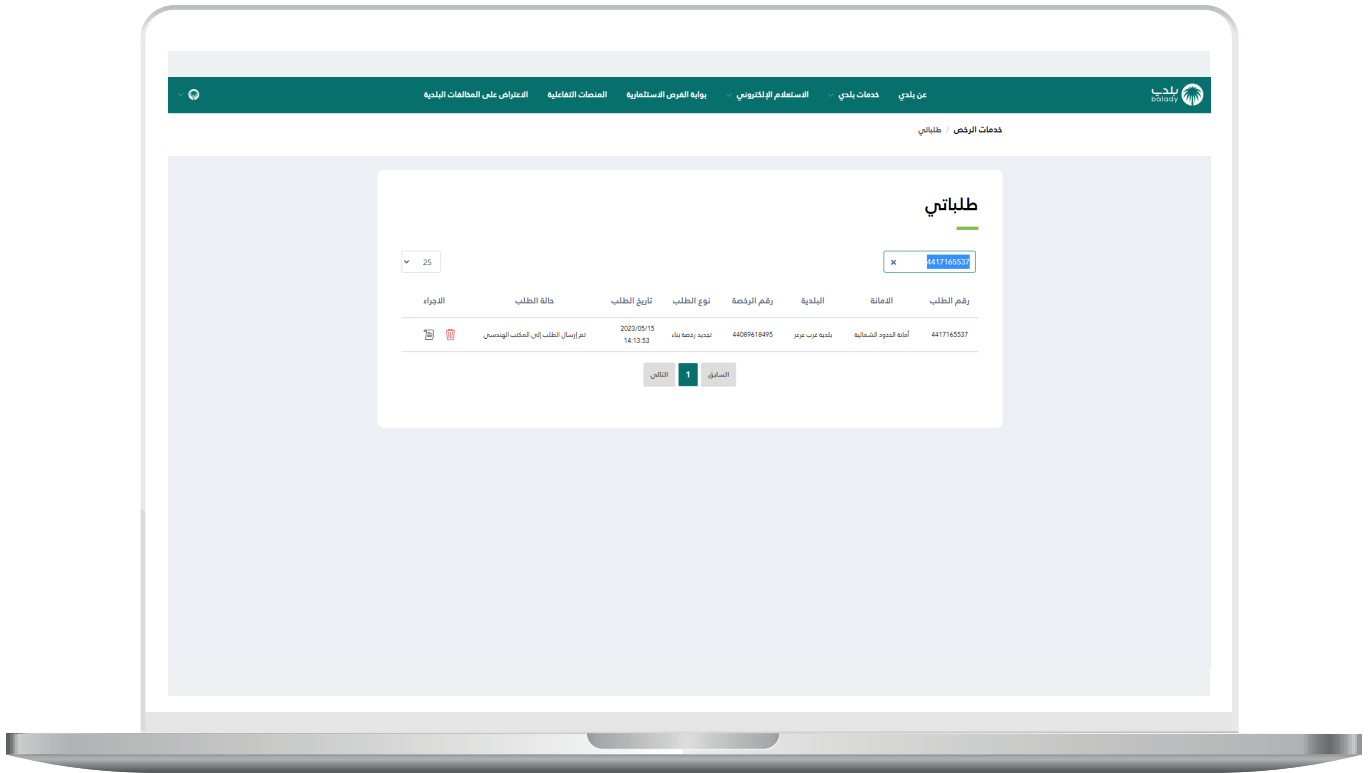 بلدي
balady
عن بلدي
خدمات بلدي
الاستعلام الإلكتروني
بوابة الفرص الاستثمارية
المنصات التفاعلية
الاعتراض على المخالفات البلدية
خدمات الرخص / طلباتي
طلباتي
4417165537 ×
25
رقم الطلب الامانة البلدية رقم الرخصة نوع الطلب تاريخ الطلب حالة الطلب الاجراء
4417165537 أمانة الحدود الشمالية بلدية غرب عرعر 44089618495 تجديد رخصة بناء 2023/05/15 14:13:53 تم إرسال الطلب إلى المكتب الهندسي
السابق 1 التالي